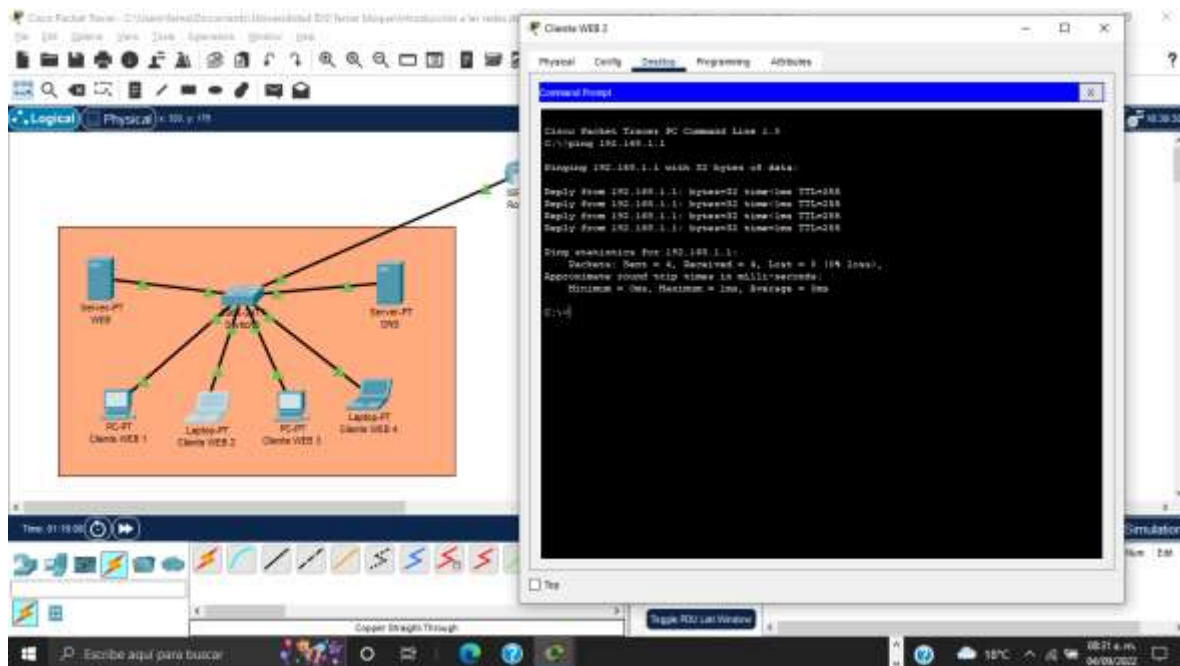 Cliente WEB 2
Physical Config Desktop Programming Attributes
Command Prompt
X
Logical
Physical
Cisco Packet Tracer PC Command Line 1.0
C:\>ping 192.168.1.1
Pinging 192.168.1.1 with 32 bytes of data:
Reply from 192.168.1.1: bytes=32 time<1ms TTL=255
Reply from 192.168.1.1: bytes=32 time<1ms TTL=255
Reply from 192.168.1.1: bytes=32 time<1ms TTL=255
Reply from 192.168.1.1: bytes=32 time<1ms TTL=255
Ping statistics for 192.168.1.1:
Packets: Sent = 4, Received = 4, Lost = 0 (0% loss),
Approximate round trip times in milli-seconds:
Minimum = 0ms, Maximum = 1ms, Average = 0ms
C:\>
Server-PT
WEB
Server-PT
DNS
PC-PT
Cliente WEB 1
Laptop-PT
Cliente WEB 2
PC-PT
Cliente WEB 3
Laptop-PT
Cliente WEB 4
Simulation
Top
Copper Straight-Through
Toggle PDU List Window
Escribe aquí para buscar
18°C
08:31 a. m.
04/09/2022